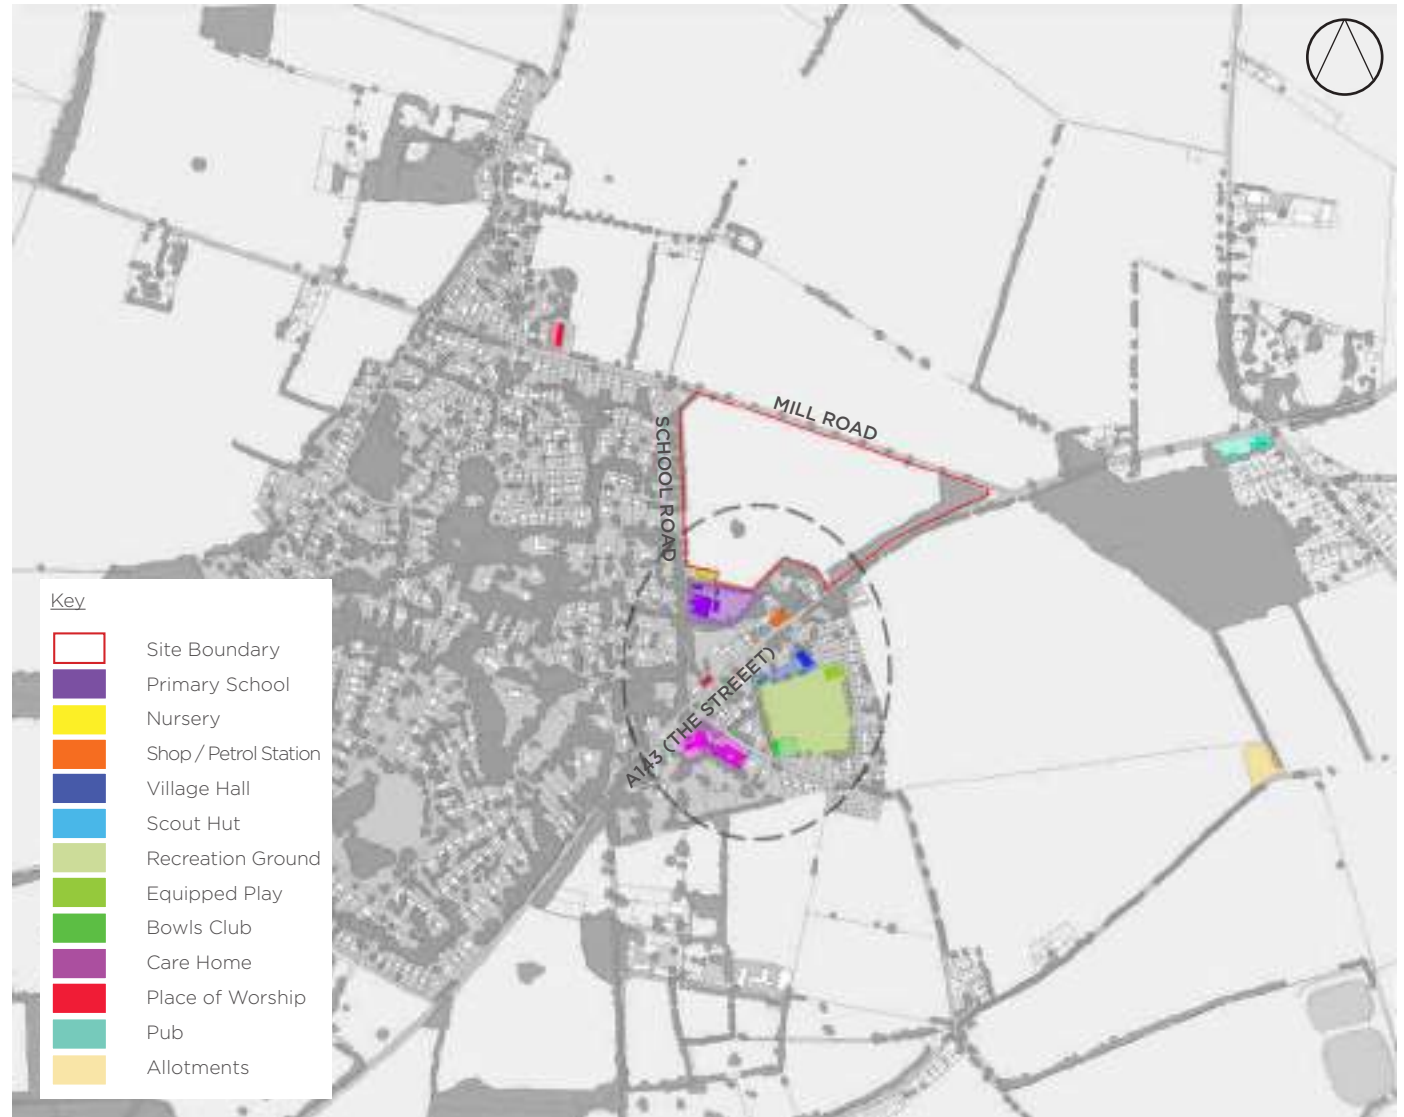 MILL ROAD
SCHOOL ROAD
A143 (THE STREEET)
Key
Site Boundary
Primary School
Nursery
Shop / Petrol Station
Village Hall
Scout Hut
Recreation Ground
Equipped Play
Bowls Club
Care Home
Place of Worship
Pub
Allotments